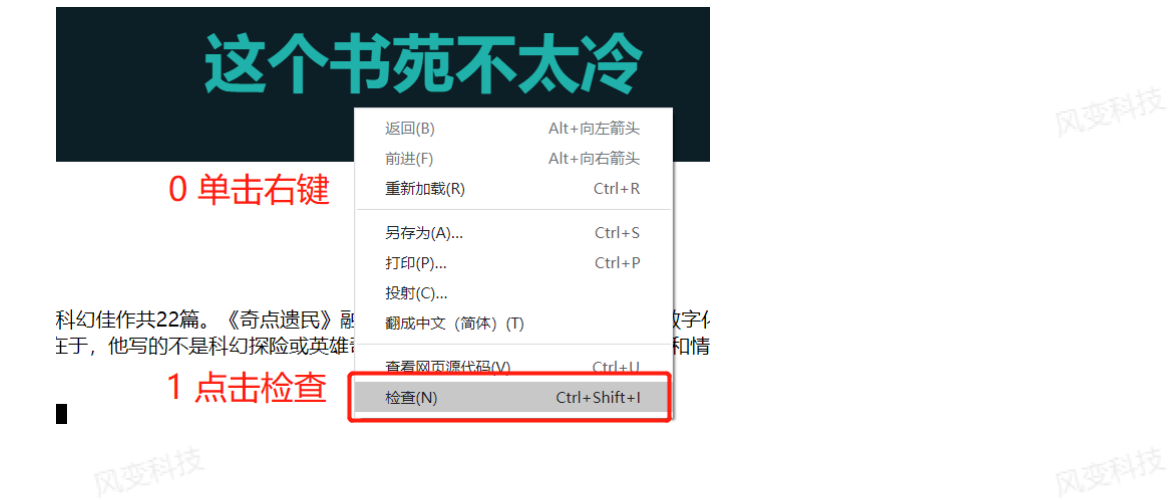 这个书苑不太冷
风变科技
返回(B) Alt+向左箭头
前进(F) Alt+向右箭头
0 单击右键
重新加载(R) Ctrl+R
另存为(A)... Ctrl+S
打印(P)... Ctrl+P
投射(C)...
科幻佳作共22篇。《奇点遗民》
翻成中文（简体）(T)
在于，他写的不是科幻探险或英雄
和情
查看网页源代码(V) Ctrl+U
1 点击检查
检查(N) Ctrl+Shift+I
风变科技
风变科技